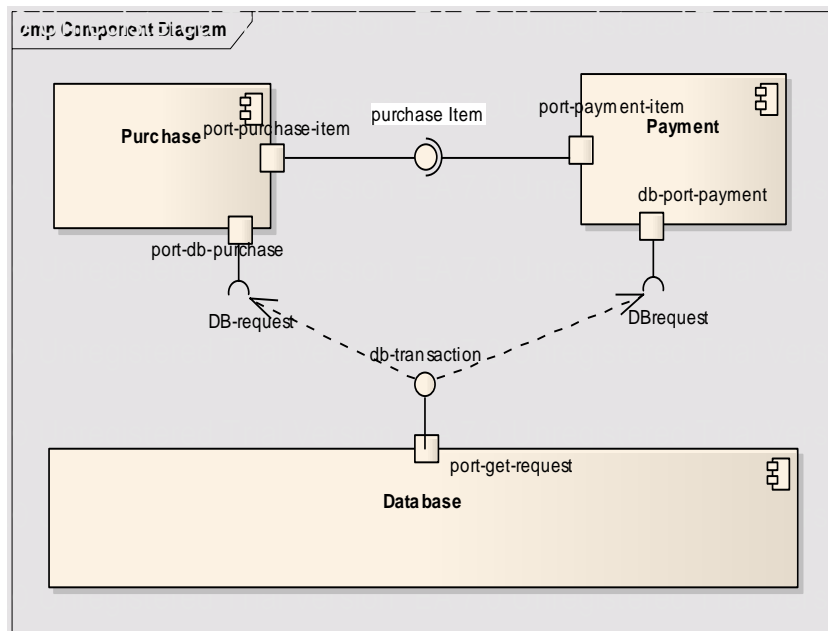 cmp Component Diagram
purchase Item
port-payment-item
Purchase
port-purchase-item
Payment
db-port-payment
port-db-purchase
DB-request
DBrequest
db-transaction
port-get-request
Database